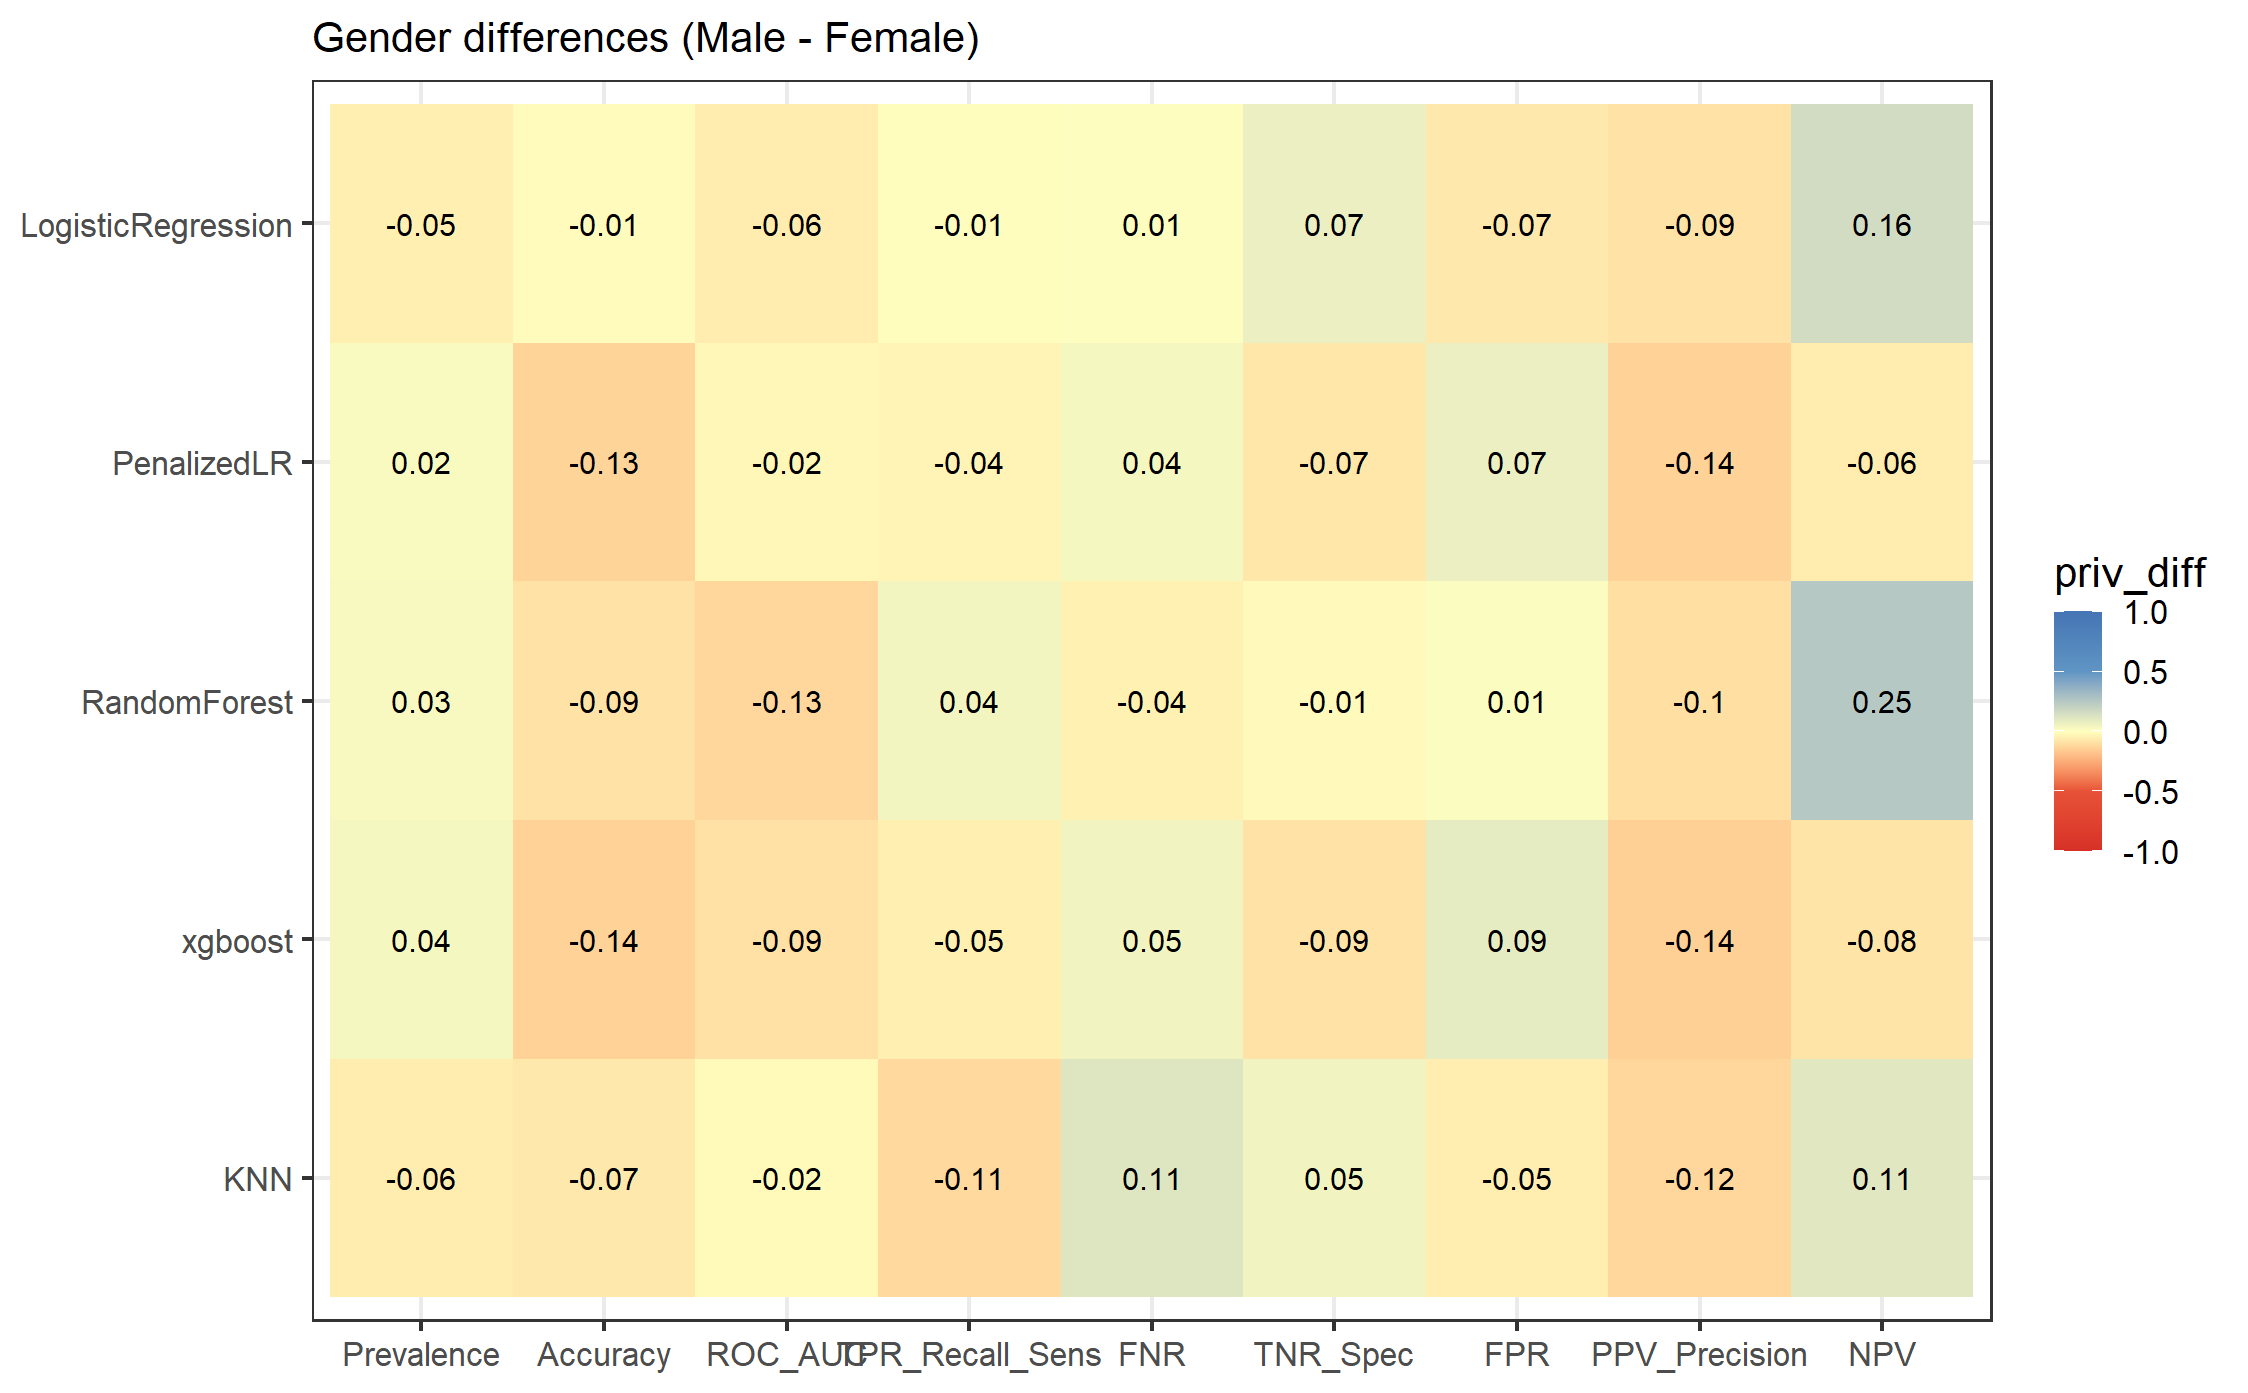 Gender differences (Male - Female)
LogisticRegression -0.05 -0.01 -0.06 -0.01 0.01 0.07 -0.07 -0.09 0.16
PenalizedLR 0.02 -0.13 -0.02 -0.04 0.04 -0.07 0.07 -0.14 -0.06
RandomForest 0.03 -0.09 -0.13 0.04 -0.04 -0.01 0.01 -0.1 0.25
xgboost 0.04 -0.14 -0.09 -0.05 0.05 -0.09 0.09 -0.14 -0.08
KNN -0.06 -0.07 -0.02 -0.11 0.11 0.05 -0.05 -0.12 0.11
Prevalence Accuracy ROC_AUC TPR_Recall_Sens FNR TNR_Spec FPR PPV_Precision NPV
priv_diff
1.0
0.5
0.0
-0.5
-1.0